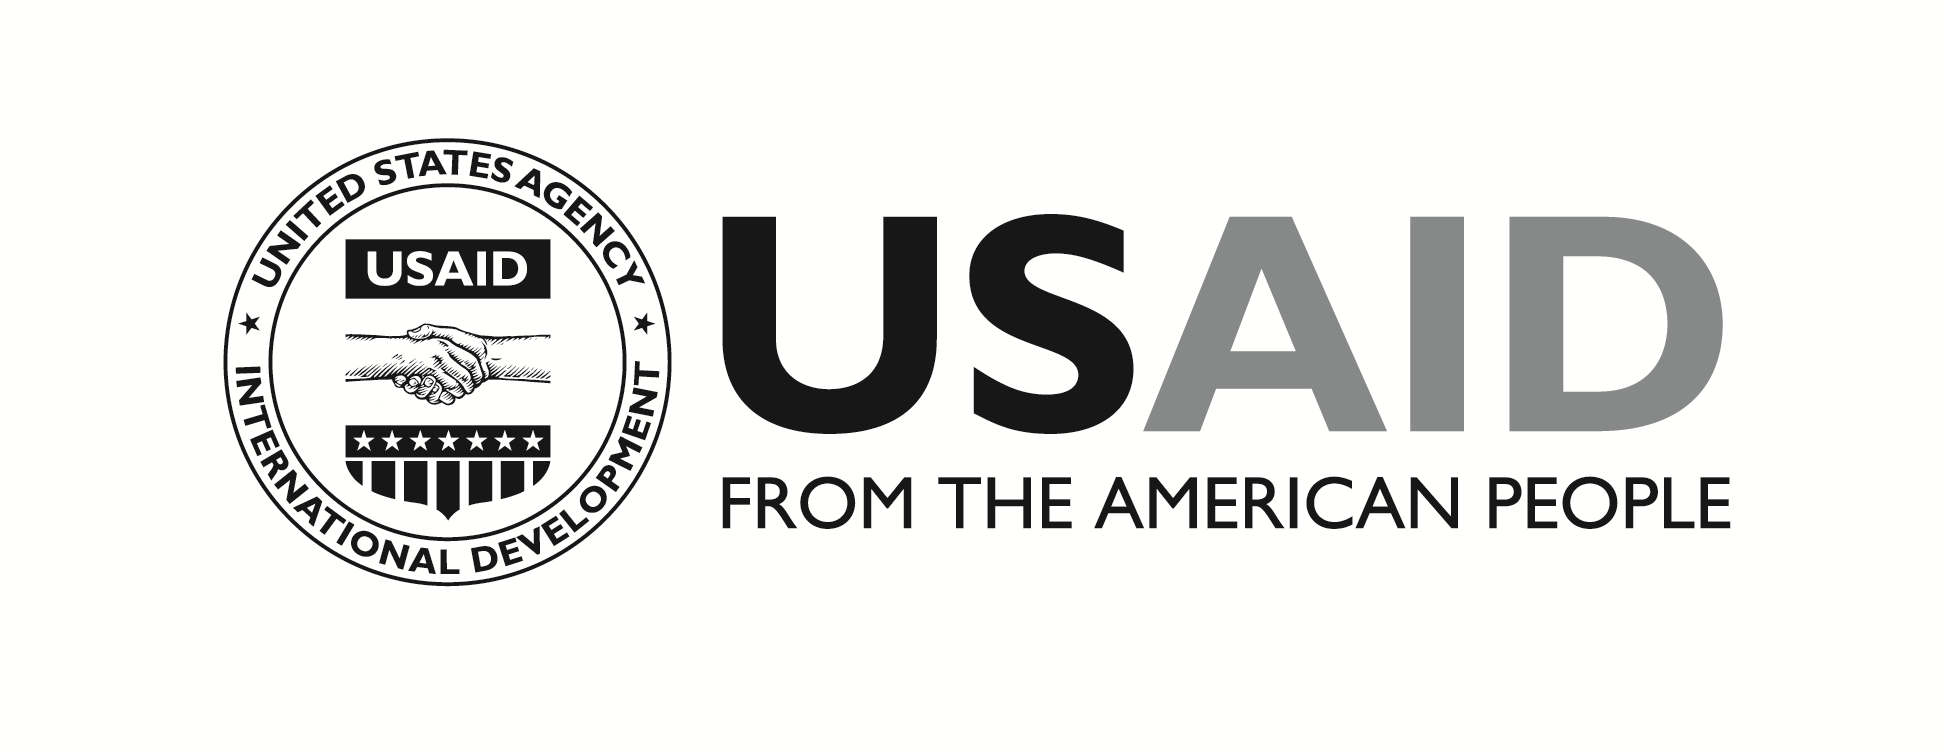 UNITED STATES AGENCY
INTERNATIONAL DEVELOPMENT
USAID
USAID
FROM THE AMERICAN PEOPLE